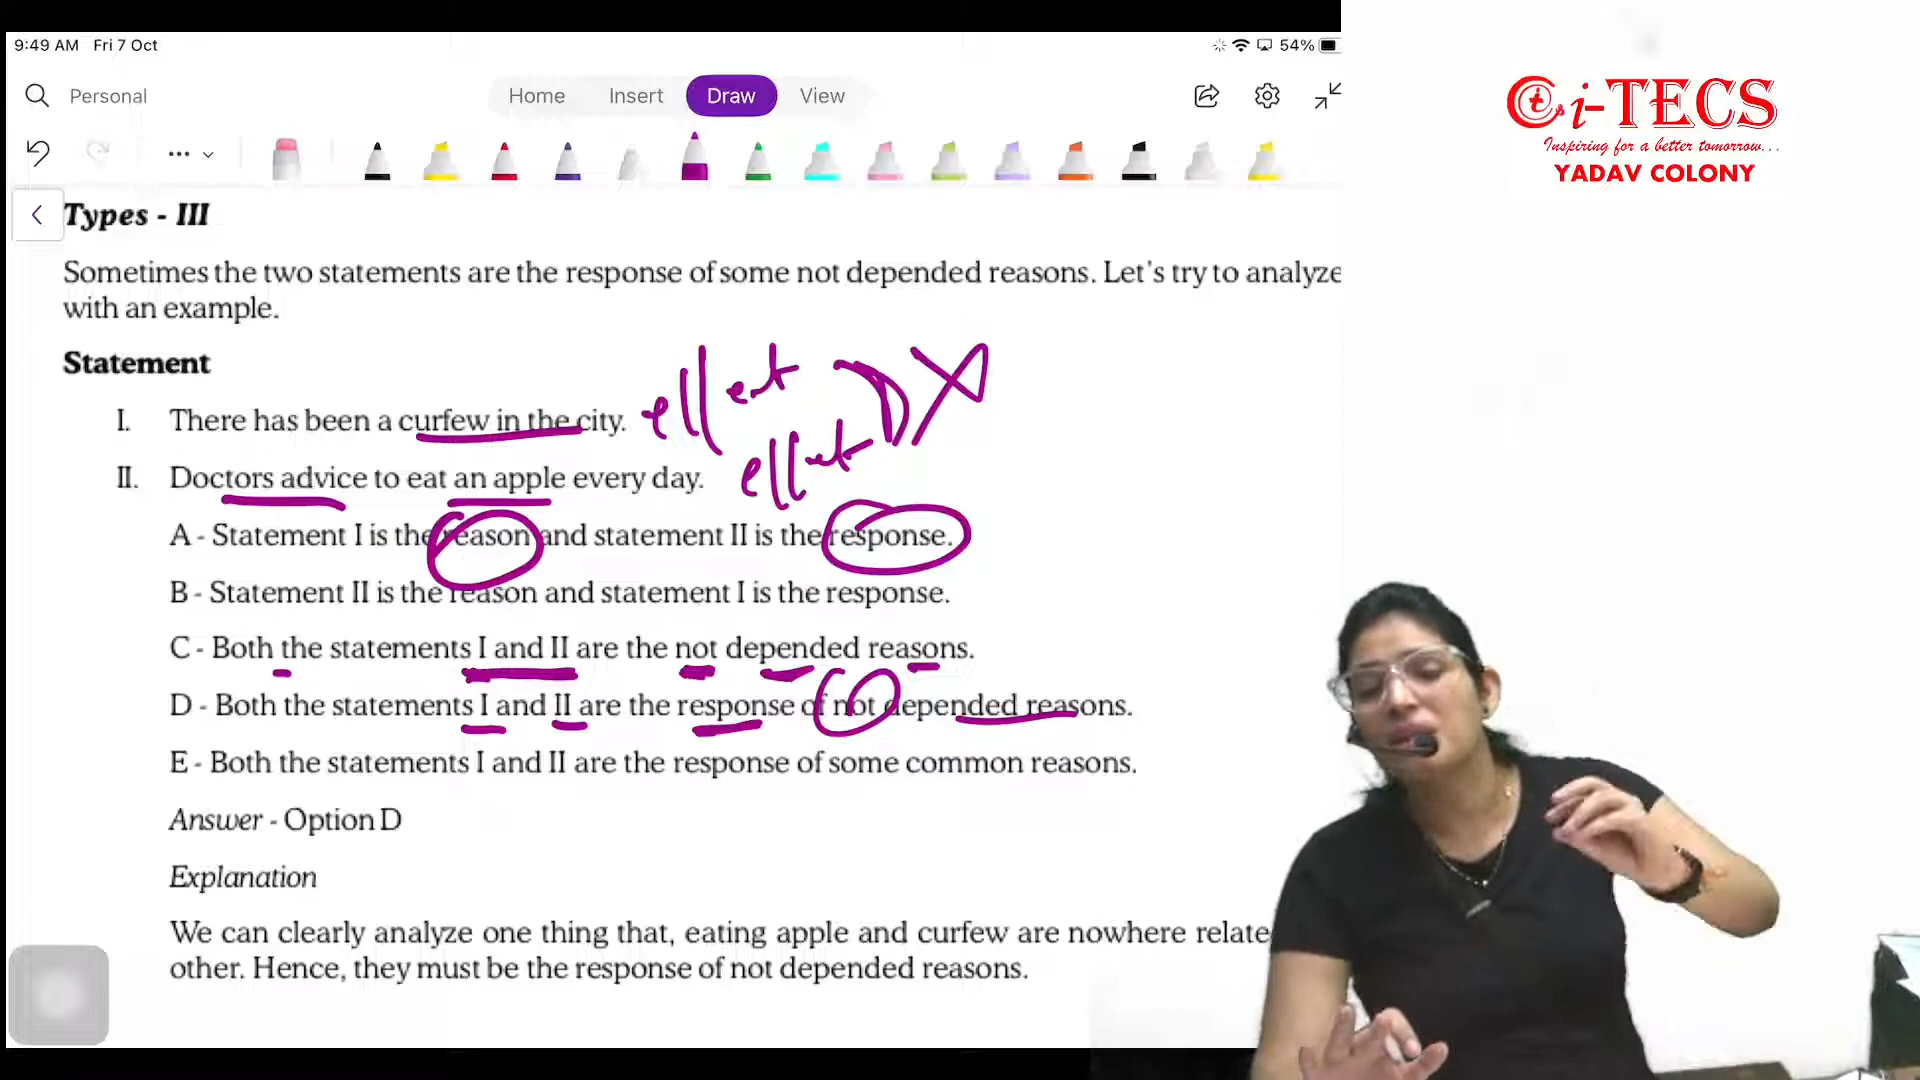 9:49 AM Fri 7 Oct
54%
Personal
Home Insert Draw View
i-TECS
Inspiring for a better tomorrow...
YADAV COLONY
Types - III
Sometimes the two statements are the response of some not depended reasons. Let's try to analyze
with an example.
Statement
effect
I. There has been a curfew in the city.
effect
II. Doctors advice to eat an apple every day.
A - Statement I is the reason and statement II is the response.
B - Statement II is the reason and statement I is the response.
C - Both the statements I and II are the not depended reasons.
D - Both the statements I and II are the response of not depended reasons.
E - Both the statements I and II are the response of some common reasons.
Answer - Option D
Explanation
We can clearly analyze one thing that, eating apple and curfew are nowhere relate
other. Hence, they must be the response of not depended reasons.